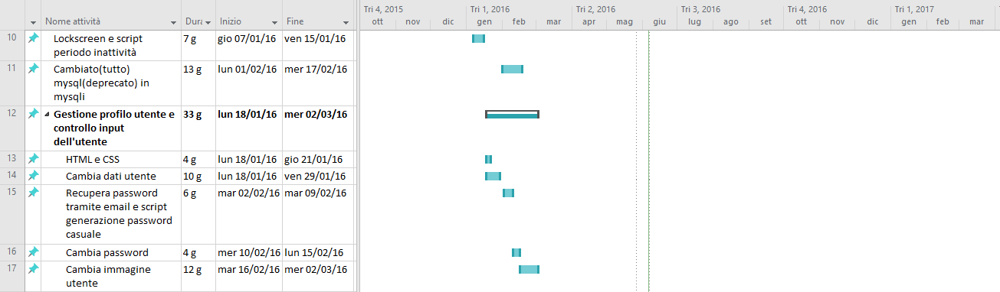 Tri 4, 2015 Tri 1, 2016 Tri 2, 2016 Tri 3, 2016 Tri 4, 2016 Tri 1, 2017
Nome attività Dura Inizio Fine ott nov dic gen feb mar apr mag giu lug ago set ott nov dic gen feb mar
10 Lockscreen e script 7 g gio 07/01/16 ven 15/01/16
periodo inattività
11 Cambiato(tutto) 13 g lun 01/02/16 mer 17/02/16
mysql(deprecato) in
mysqli
12 Gestione profilo utente e 33 g lun 18/01/16 mer 02/03/16
controllo input
dell'utente
13 HTML e CSS 4 g lun 18/01/16 gio 21/01/16
14 Cambia dati utente 10 g lun 18/01/16 ven 29/01/16
15 Recupera password 6 g mar 02/02/16 mar 09/02/16
tramite email e script
generazione password
casuale
16 Cambia password 4 g mer 10/02/16 lun 15/02/16
17 Cambia immagine 12 g mar 16/02/16 mer 02/03/16
utente